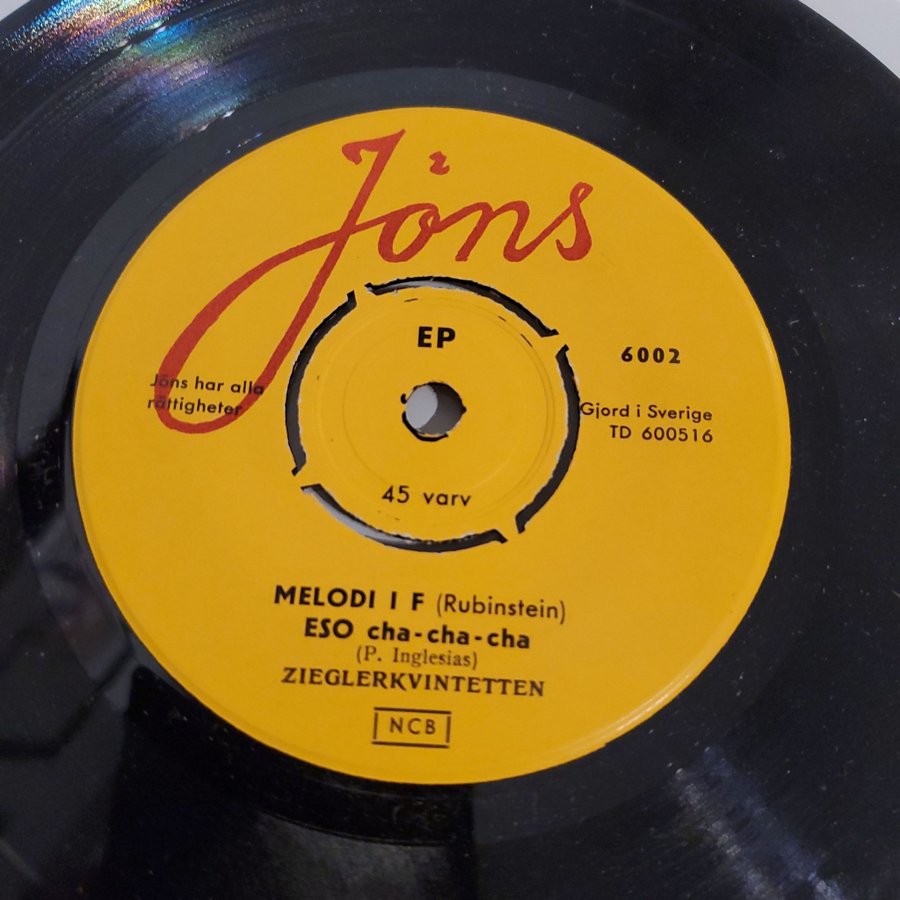 Jöns
EP
6002
Jöns har alla
rättigheter
Gjord i Sverige
TD 600516
45 varv
MELODI I F (Rubinstein)
ESO cha-cha-cha
(P. Inglesias)
ZIEGLERKVINTETTEN
NCB